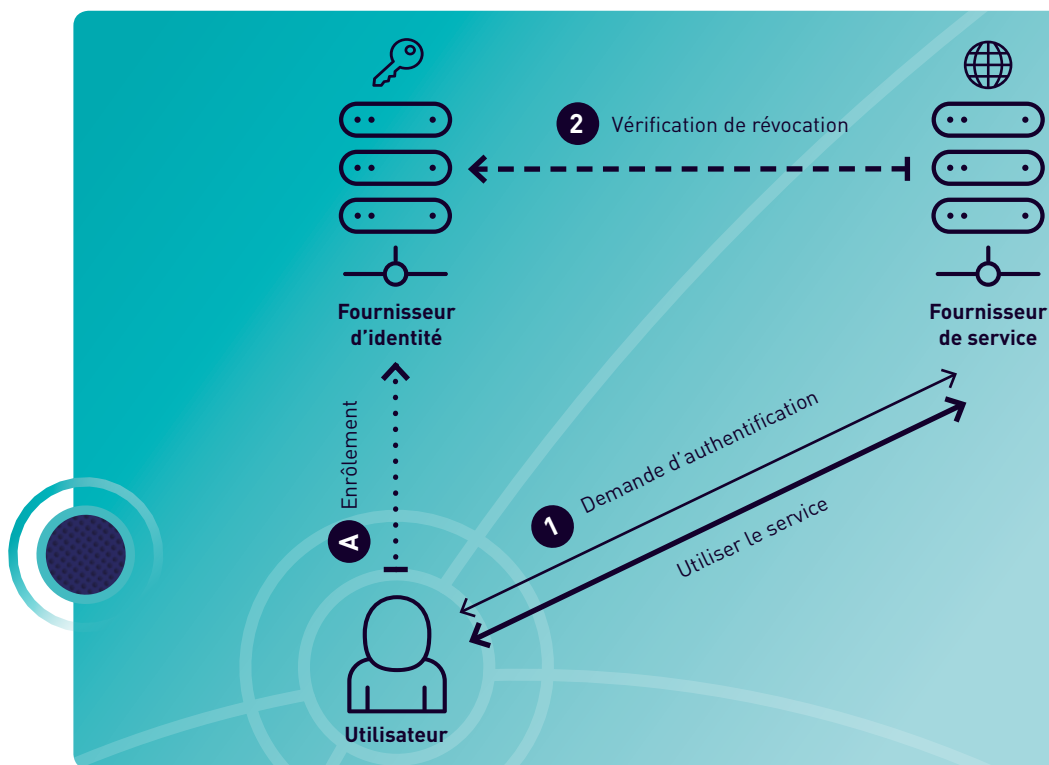 2 Vérification de révocation
Fournisseur
d'identité
Fournisseur
de service
A Enrôlement
1 Demande d'authentification
Utiliser le service
Utilisateur